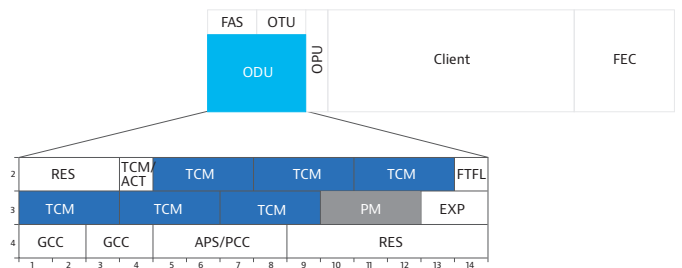 FAS OTU
ODU
OPU
Client
FEC
2 RES TCM/ACT TCM TCM TCM FTFL
3 TCM TCM TCM PM EXP
4 GCC GCC APS/PCC RES
1 2 3 4 5 6 7 8 9 10 11 12 13 14